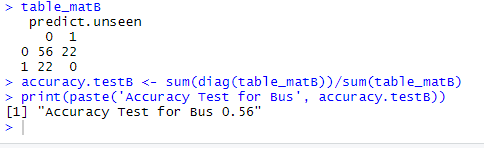 > table_matB
   predict.unseen
     0  1
  0 56 22
  1 22  0
> accuracy.testB <- sum(diag(table_matB))/sum(table_matB)
> print(paste('Accuracy Test for Bus', accuracy.testB))
[1] "Accuracy Test for Bus 0.56"
>